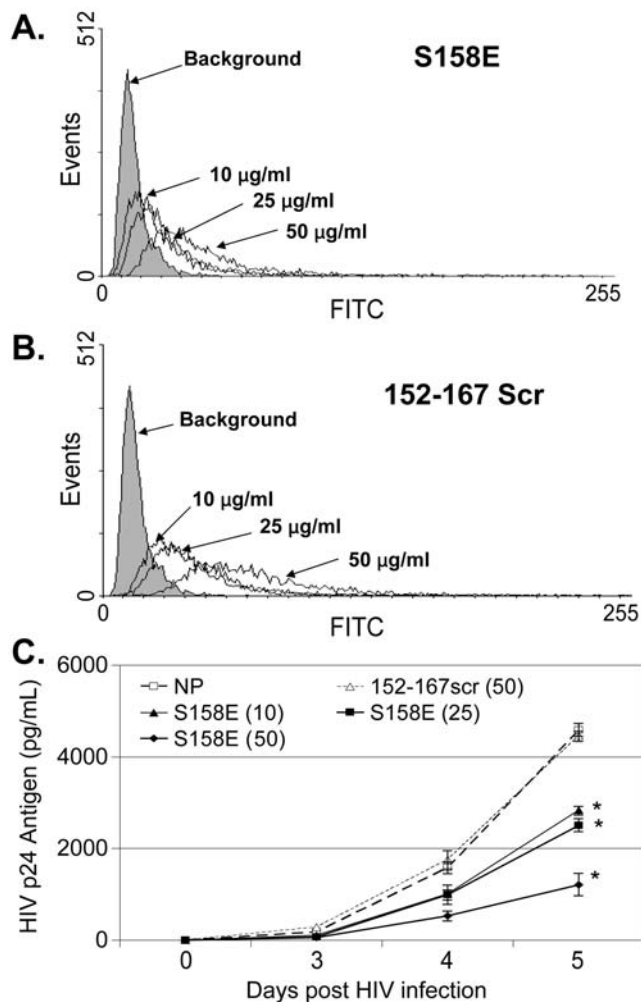 A.
512
S158E
Background
Events
10 µg/ml
25 µg/ml
50 µg/ml
0
0
FITC
255
B.
512
152-167 Scr
Background
Events
10 µg/ml
25 µg/ml
50 µg/ml
0
0
FITC
255
C.
6000
4000
2000
0
HIV p24 Antigen (pg/mL)
NP
152-167scr (50)
S158E (10)
S158E (25)
S158E (50)
*
*
*
0 3 4 5
Days post HIV infection